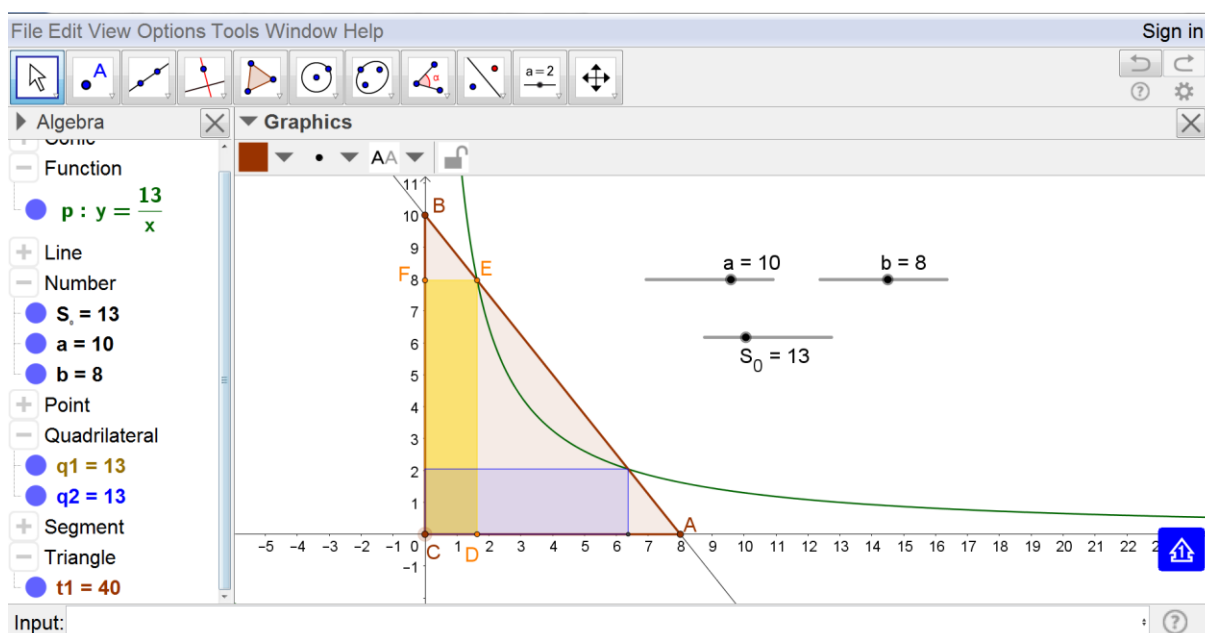 File Edit View Options Tools Window Help
Sign in
A
α
a=2
Algebra
Graphics
AA
Function
p : y = 13/x
Line
Number
S = 13
a = 10
b = 8
Point
Quadrilateral
q1 = 13
q2 = 13
Segment
Triangle
t1 = 40
11
10
9
8
7
6
5
4
3
2
1
−1
B
F
E
C
D
A
−5 −4 −3 −2 −1 0 1 2 3 4 5 6 7 8 9 10 11 12 13 14 15 16 17 18 19 20 21 22
a = 10
b = 8
S₀ = 13
Input:
?
?